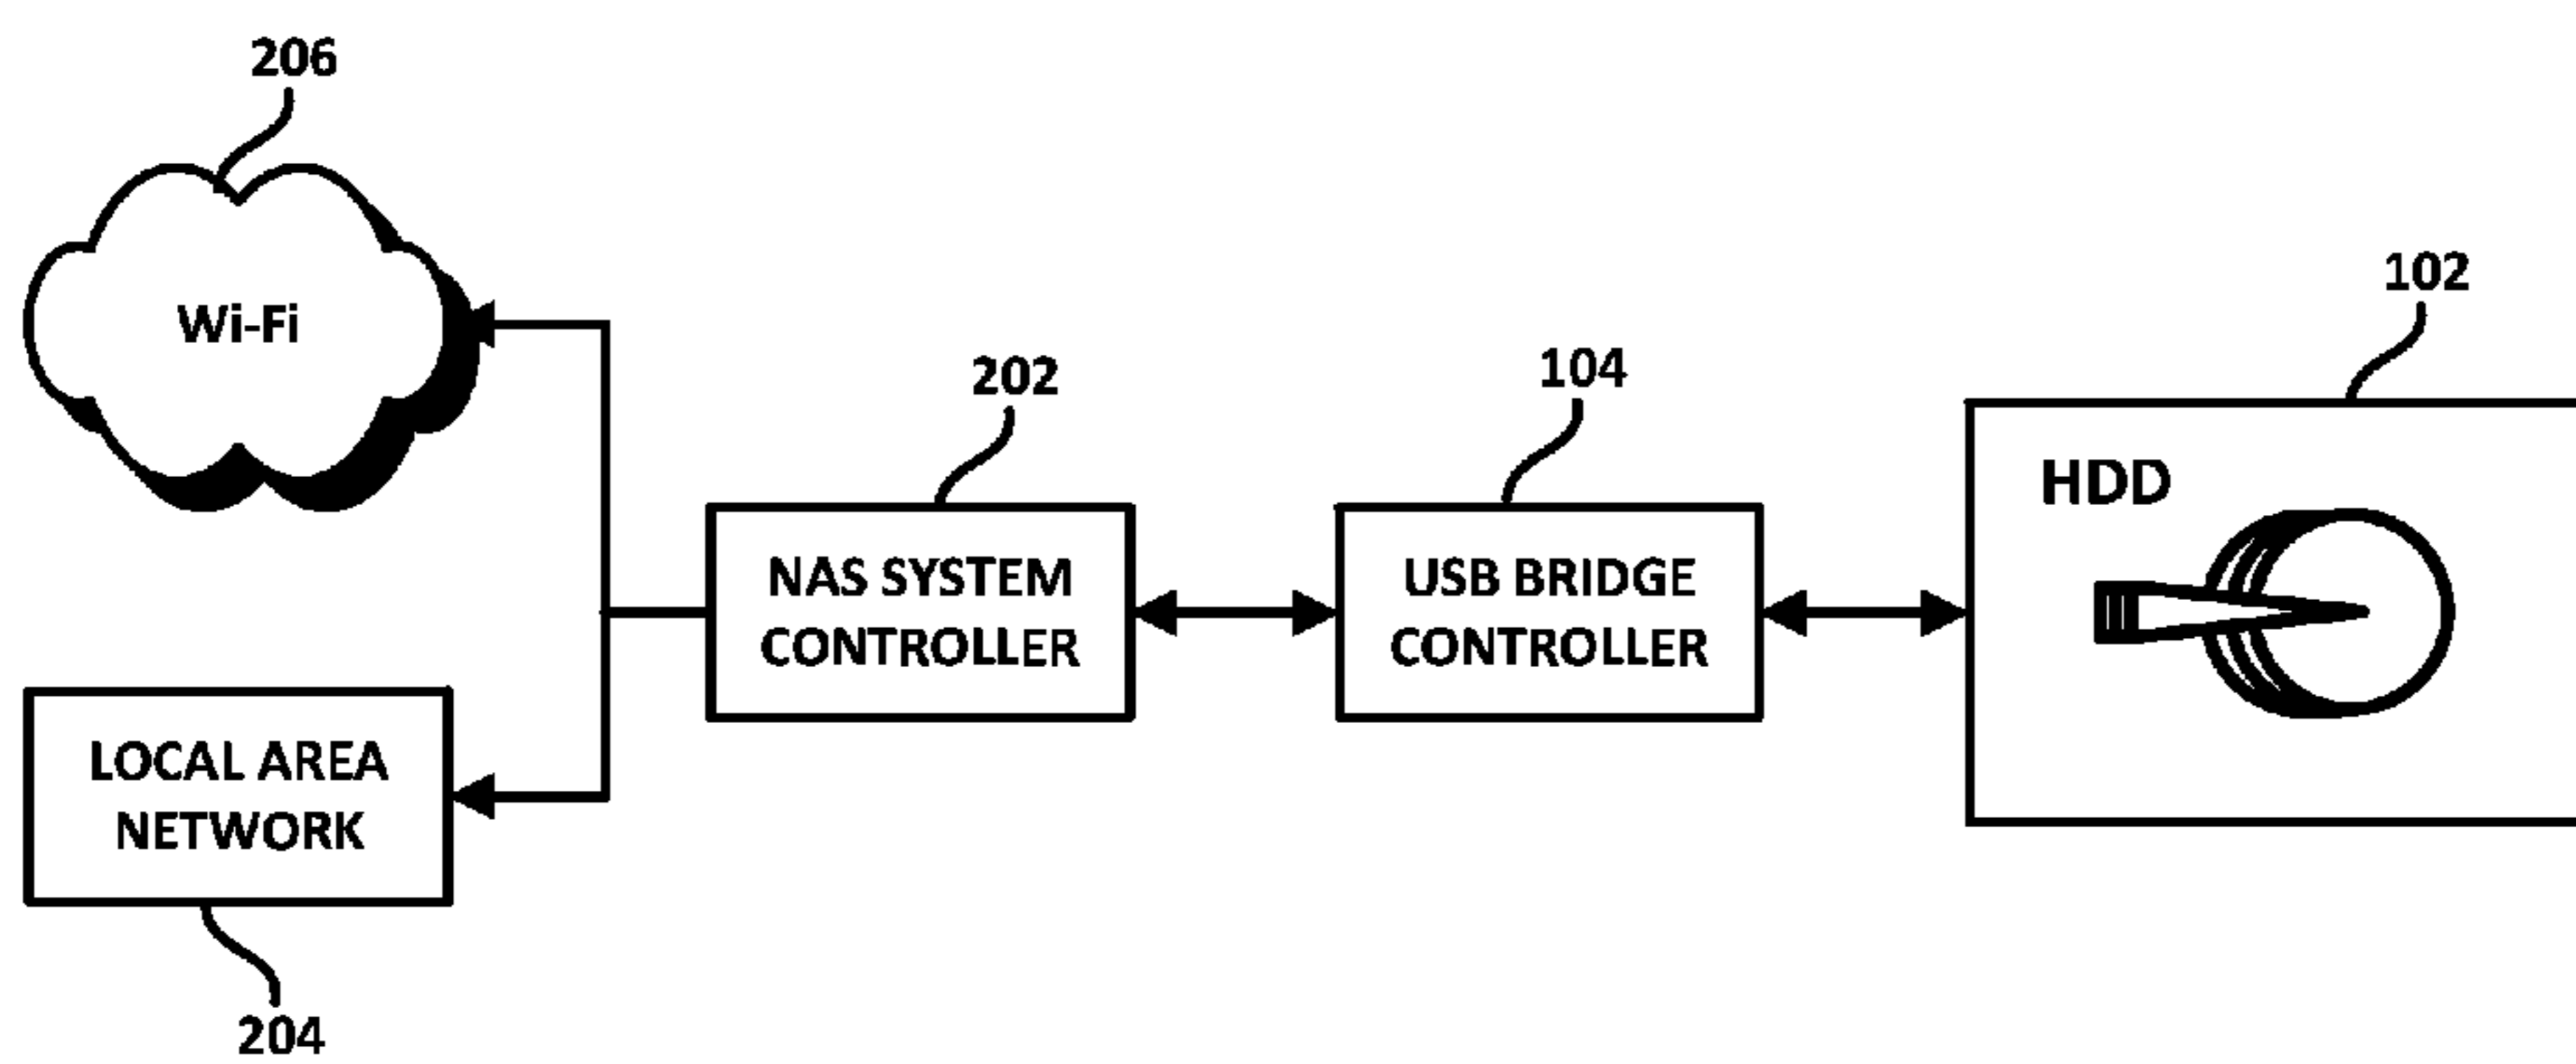 206
Wi-Fi
202
104
102
HDD
NAS SYSTEM
CONTROLLER
USB BRIDGE
CONTROLLER
LOCAL AREA
NETWORK
204